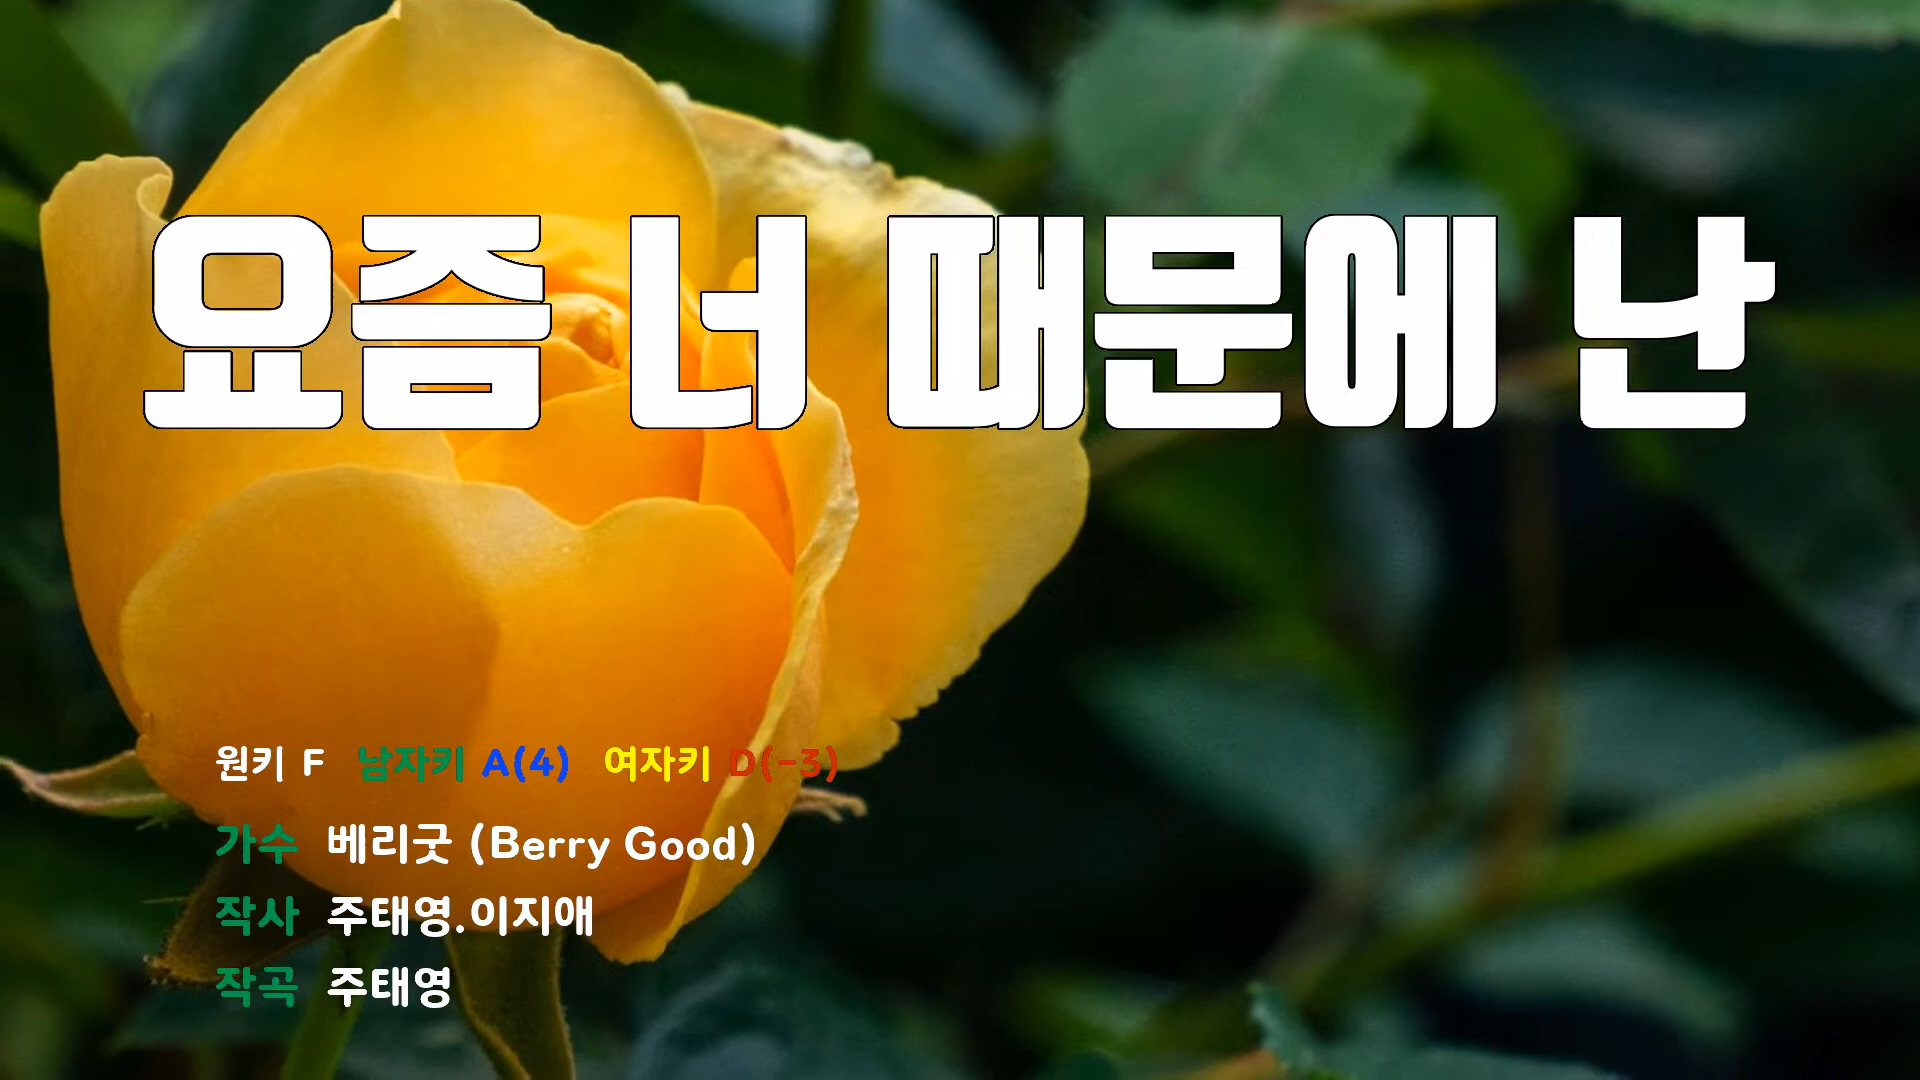 요즘 너 때문에 난
원키 F 남자키 A(4) 여자키 D(-3)
가수 베리굿 (Berry Good)
작사 주태영.이지애
작곡 주태영